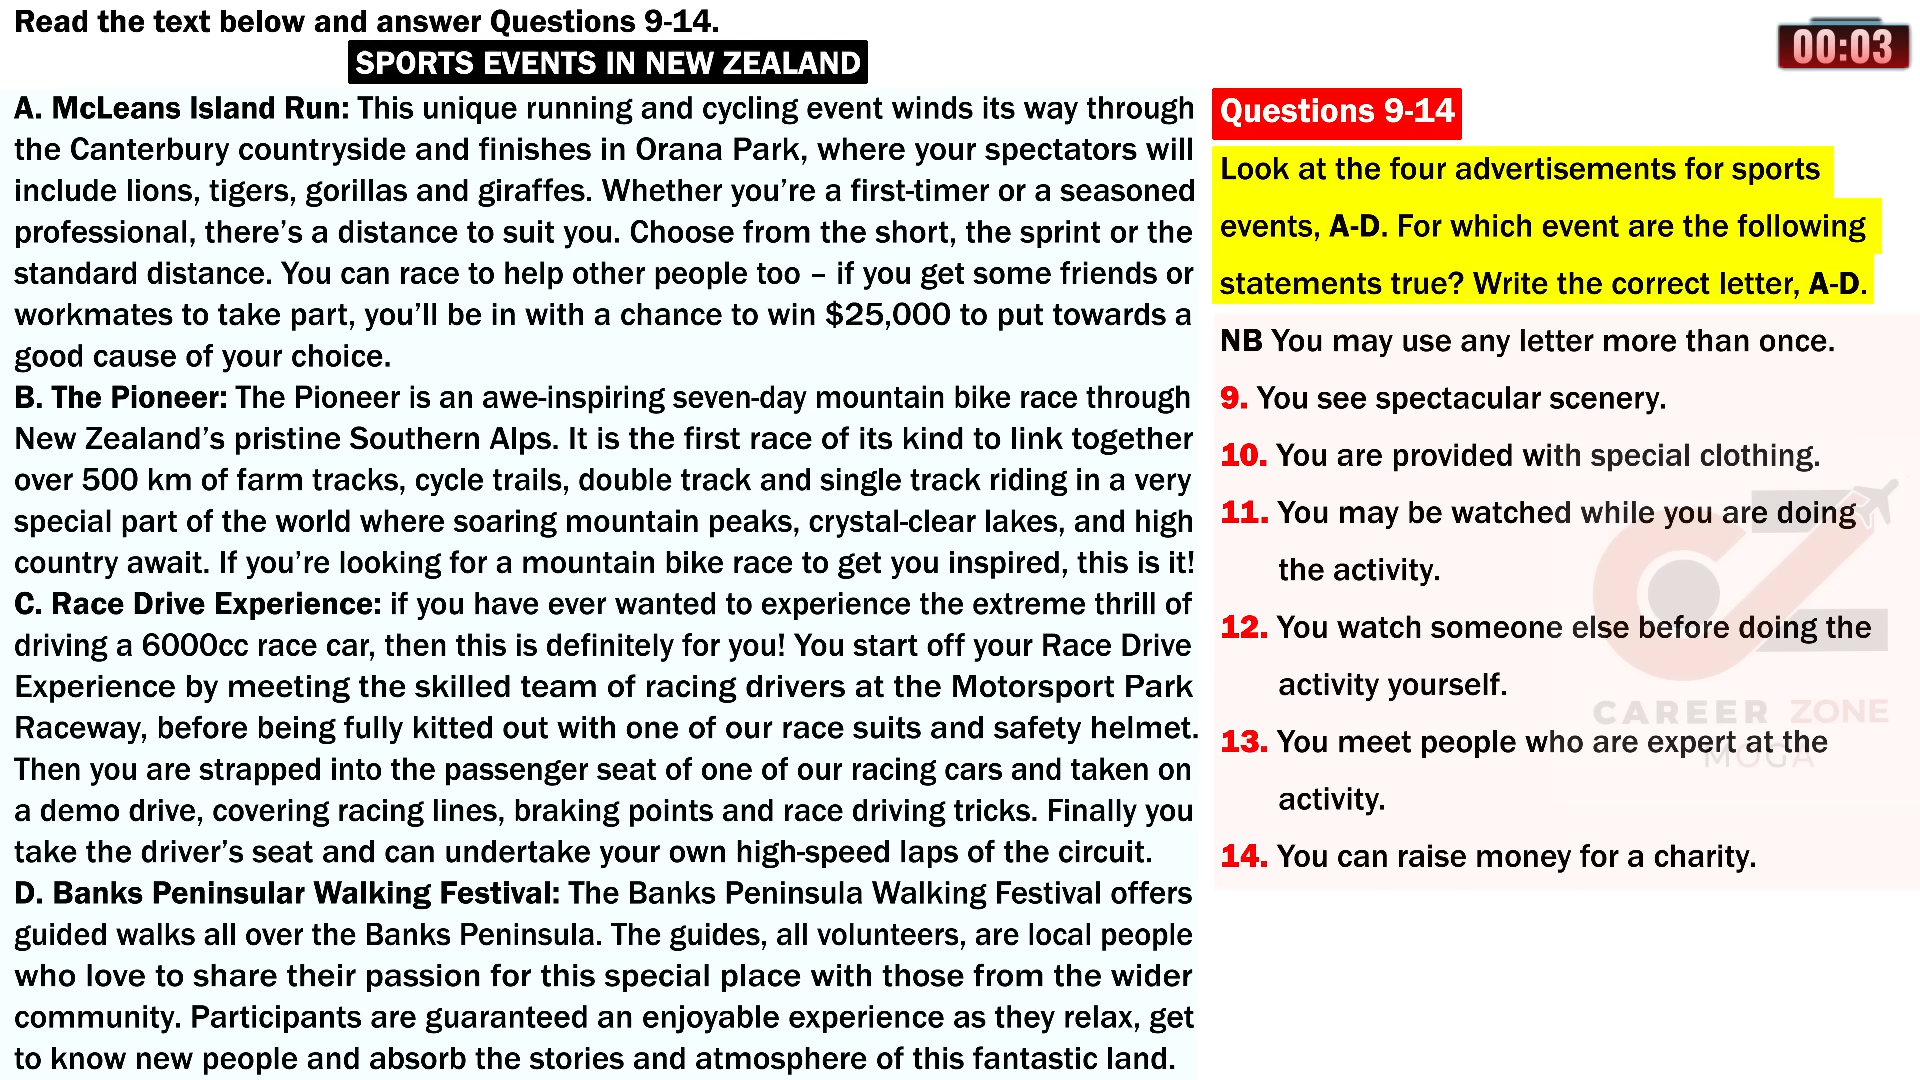 Read the text below and answer Questions 9-14.
SPORTS EVENTS IN NEW ZEALAND
00:03
A. McLeans Island Run: This unique running and cycling event winds its way through
the Canterbury countryside and finishes in Orana Park, where your spectators will
include lions, tigers, gorillas and giraffes. Whether you're a first-timer or a seasoned
professional, there's a distance to suit you. Choose from the short, the sprint or the
standard distance. You can race to help other people too – if you get some friends or
workmates to take part, you'll be in with a chance to win $25,000 to put towards a
good cause of your choice.
B. The Pioneer: The Pioneer is an awe-inspiring seven-day mountain bike race through
New Zealand's pristine Southern Alps. It is the first race of its kind to link together
over 500 km of farm tracks, cycle trails, double track and single track riding in a very
special part of the world where soaring mountain peaks, crystal-clear lakes, and high
country await. If you're looking for a mountain bike race to get you inspired, this is it!
C. Race Drive Experience: if you have ever wanted to experience the extreme thrill of
driving a 6000cc race car, then this is definitely for you! You start off your Race Drive
Experience by meeting the skilled team of racing drivers at the Motorsport Park
Raceway, before being fully kitted out with one of our race suits and safety helmet.
Then you are strapped into the passenger seat of one of our racing cars and taken on
a demo drive, covering racing lines, braking points and race driving tricks. Finally you
take the driver's seat and can undertake your own high-speed laps of the circuit.
D. Banks Peninsular Walking Festival: The Banks Peninsula Walking Festival offers
guided walks all over the Banks Peninsula. The guides, all volunteers, are local people
who love to share their passion for this special place with those from the wider
community. Participants are guaranteed an enjoyable experience as they relax, get
to know new people and absorb the stories and atmosphere of this fantastic land.
Questions 9-14
Look at the four advertisements for sports
events, A-D. For which event are the following
statements true? Write the correct letter, A-D.
NB You may use any letter more than once.
9. You see spectacular scenery.
10. You are provided with special clothing.
11. You may be watched while you are doing
the activity.
12. You watch someone else before doing the
activity yourself.
13. You meet people who are expert at the
activity.
14. You can raise money for a charity.
CAREER ZONE
MOGA